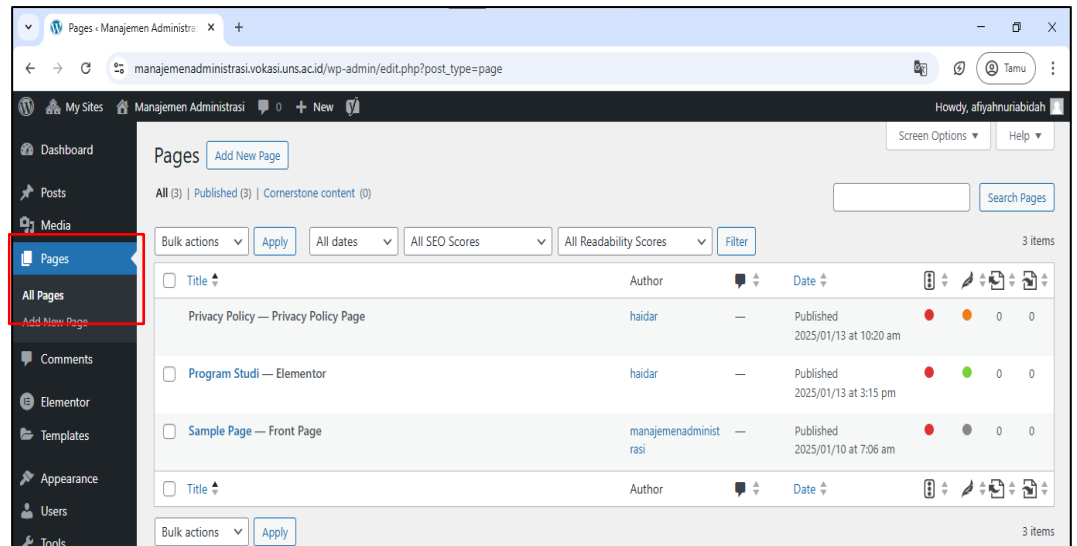 Pages ‹ Manajemen Administra
manajemenadministrasi.vokasi.uns.ac.id/wp-admin/edit.php?post_type=page
Tamu
My Sites Manajemen Administrasi 0 + New
Howdy, afiyahnuriabidah
Screen Options ▼ Help ▼
Dashboard
Posts
Media
Pages
All Pages
Add New Page
Comments
Elementor
Templates
Appearance
Users
Tools
Pages Add New Page
All (3) | Published (3) | Cornerstone content (0)
Search Pages
Bulk actions Apply All dates All SEO Scores All Readability Scores Filter 3 items
Title Author Date
Privacy Policy — Privacy Policy Page haidar — Published 0 0
2025/01/13 at 10:20 am
Program Studi — Elementor haidar — Published 0 0
2025/01/13 at 3:15 pm
Sample Page — Front Page manajemenadminist — Published 0 0
rasi 2025/01/10 at 7:06 am
Title Author Date
Bulk actions Apply 3 items